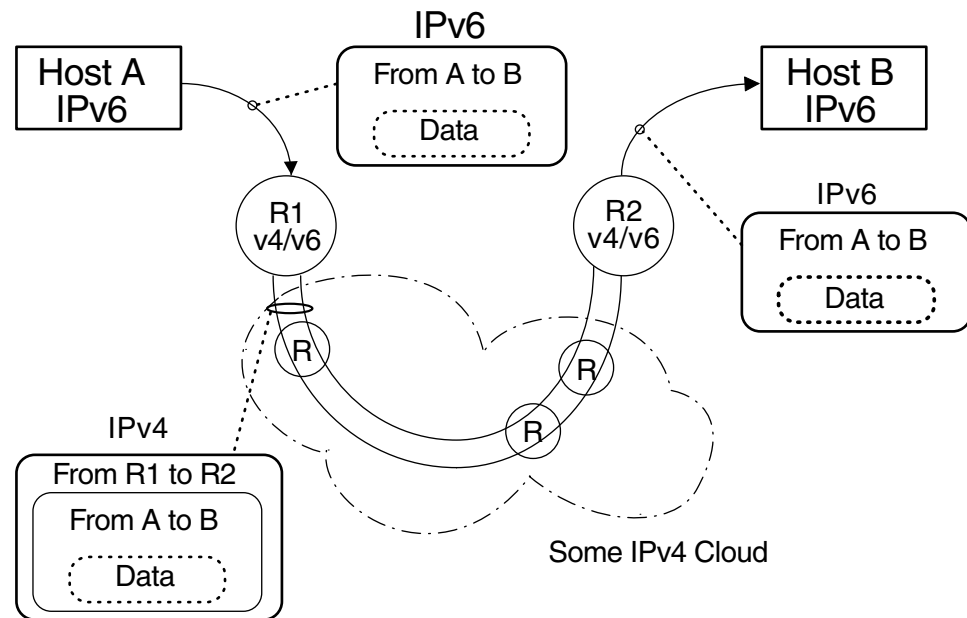 IPv6
Host A
IPv6
From A to B
Data
Host B
IPv6
R1
v4/v6
R2
v4/v6
IPv6
From A to B
Data
R
R
R
IPv4
From R1 to R2
From A to B
Data
Some IPv4 Cloud